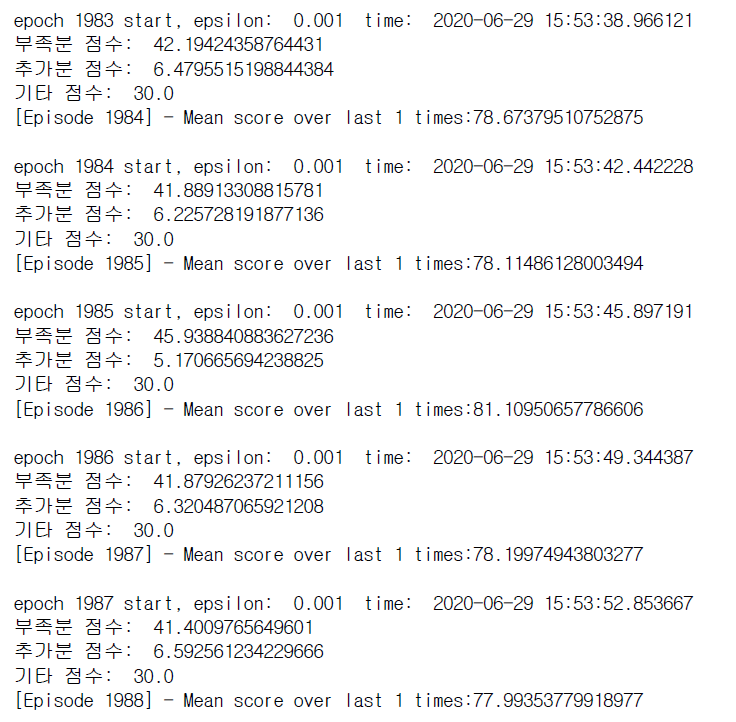 epoch 1983 start, epsilon:  0.001  time:  2020-06-29 15:53:38.966121
부족분 점수:  42.19424358764431
추가분 점수:  6.4795515198844384
기타 점수:  30.0
[Episode 1984] - Mean score over last 1 times:78.67379510752875
epoch 1984 start, epsilon:  0.001  time:  2020-06-29 15:53:42.442228
부족분 점수:  41.88913308815781
추가분 점수:  6.225728191877136
기타 점수:  30.0
[Episode 1985] - Mean score over last 1 times:78.11486128003494
epoch 1985 start, epsilon:  0.001  time:  2020-06-29 15:53:45.897191
부족분 점수:  45.938840883627236
추가분 점수:  5.170665694238825
기타 점수:  30.0
[Episode 1986] - Mean score over last 1 times:81.10950657786606
epoch 1986 start, epsilon:  0.001  time:  2020-06-29 15:53:49.344387
부족분 점수:  41.87926237211156
추가분 점수:  6.320487065921208
기타 점수:  30.0
[Episode 1987] - Mean score over last 1 times:78.19974943803277
epoch 1987 start, epsilon:  0.001  time:  2020-06-29 15:53:52.853667
부족분 점수:  41.4009765649601
추가분 점수:  6.592561234229666
기타 점수:  30.0
[Episode 1988] - Mean score over last 1 times:77.99353779918977